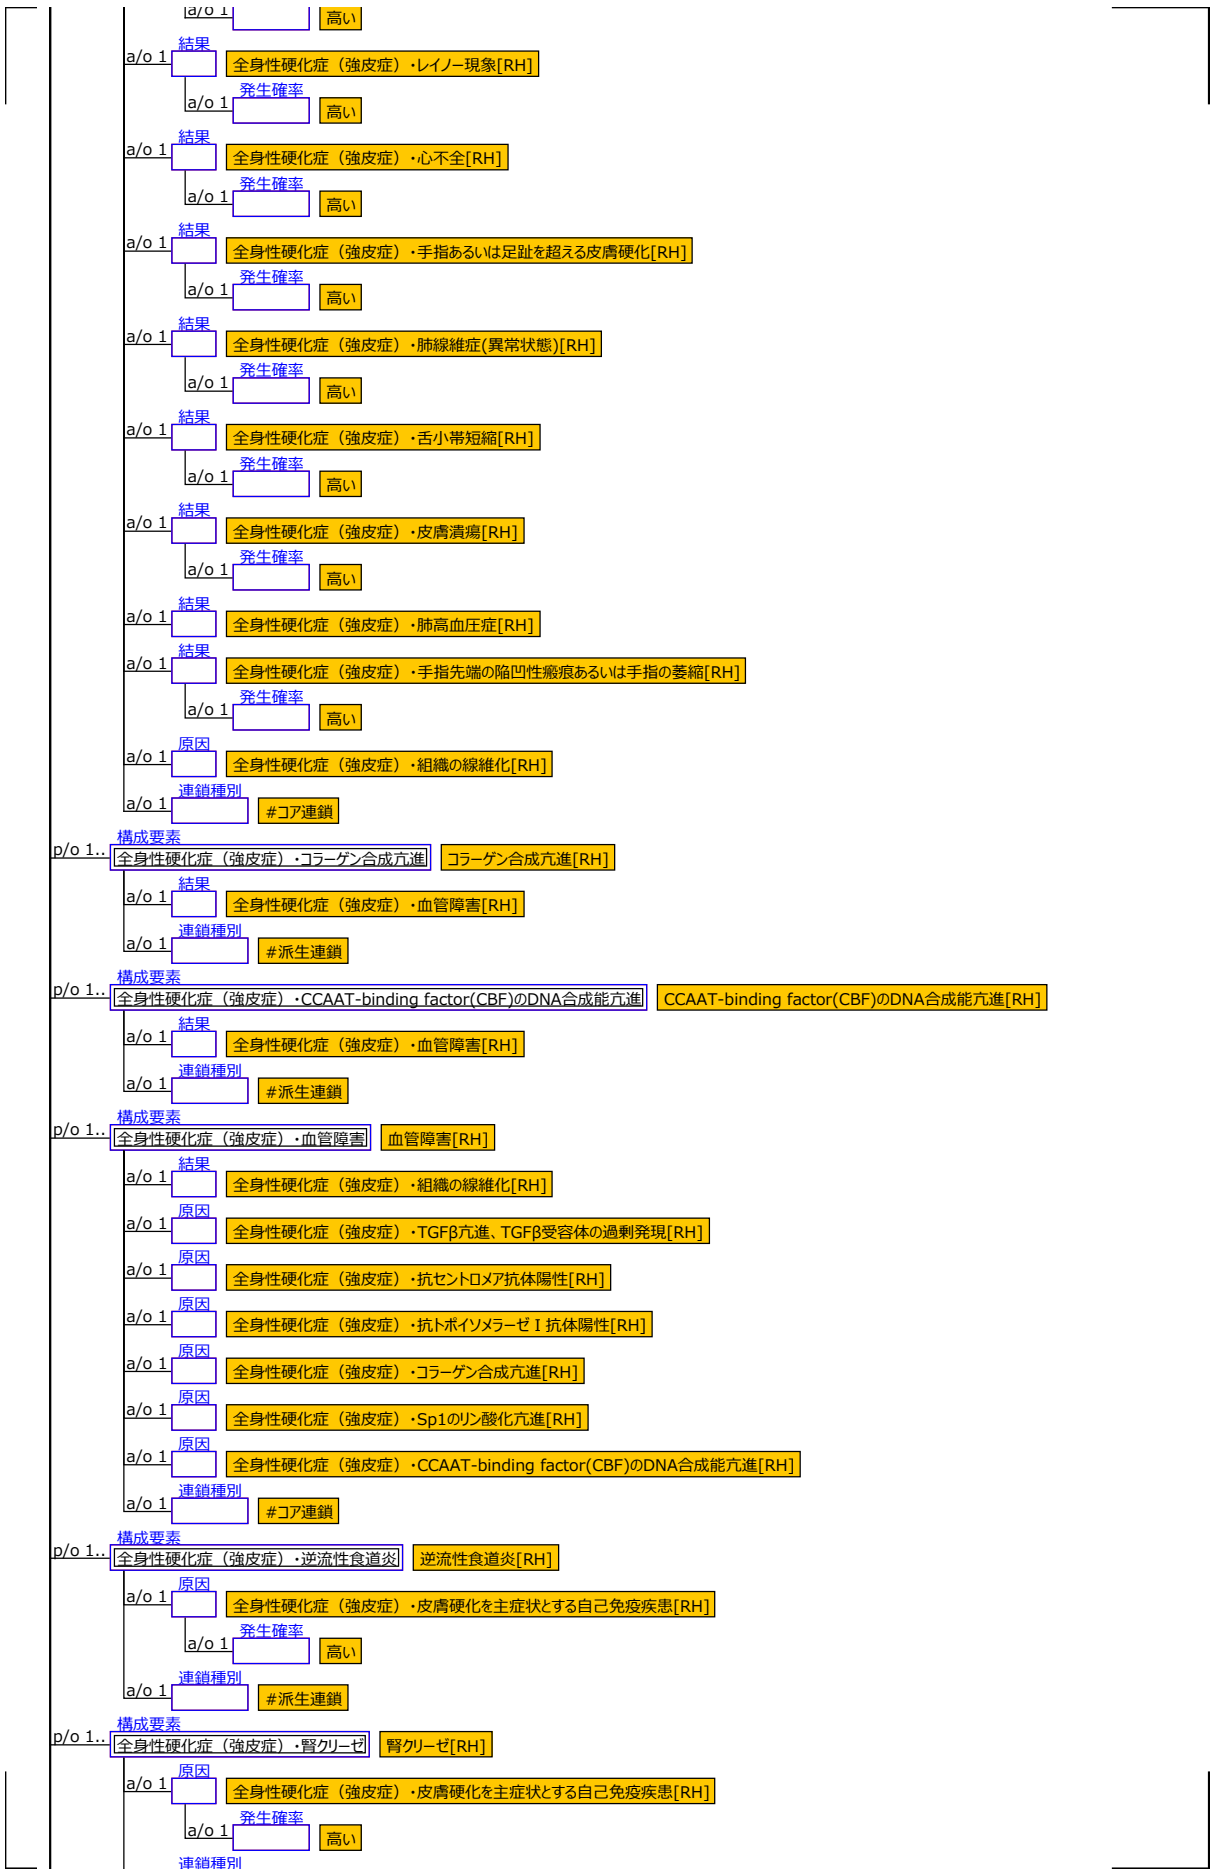 a/o 1 高い
結果
a/o 1 全身性硬化症（強皮症）・レイノー現象[RH]
発生確率
a/o 1 高い
結果
a/o 1 全身性硬化症（強皮症）・心不全[RH]
発生確率
a/o 1 高い
結果
a/o 1 全身性硬化症（強皮症）・手指あるいは足趾を超える皮膚硬化[RH]
発生確率
a/o 1 高い
結果
a/o 1 全身性硬化症（強皮症）・肺線維症(異常状態)[RH]
発生確率
a/o 1 高い
結果
a/o 1 全身性硬化症（強皮症）・舌小帯短縮[RH]
発生確率
a/o 1 高い
結果
a/o 1 全身性硬化症（強皮症）・皮膚潰瘍[RH]
発生確率
a/o 1 高い
結果
a/o 1 全身性硬化症（強皮症）・肺高血圧症[RH]
結果
a/o 1 全身性硬化症（強皮症）・手指先端の陥凹性瘢痕あるいは手指の萎縮[RH]
発生確率
a/o 1 高い
原因
a/o 1 全身性硬化症（強皮症）・組織の線維化[RH]
連鎖種別
a/o 1 #コア連鎖
構成要素
p/o 1.. 全身性硬化症（強皮症）・コラーゲン合成亢進 コラーゲン合成亢進[RH]
結果
a/o 1 全身性硬化症（強皮症）・血管障害[RH]
連鎖種別
a/o 1 #派生連鎖
構成要素
p/o 1.. 全身性硬化症（強皮症）・CCAAT-binding factor(CBF)のDNA合成能亢進 CCAAT-binding factor(CBF)のDNA合成能亢進[RH]
結果
a/o 1 全身性硬化症（強皮症）・血管障害[RH]
連鎖種別
a/o 1 #派生連鎖
構成要素
p/o 1.. 全身性硬化症（強皮症）・血管障害 血管障害[RH]
結果
a/o 1 全身性硬化症（強皮症）・組織の線維化[RH]
原因
a/o 1 全身性硬化症（強皮症）・TGFβ亢進、TGFβ受容体の過剰発現[RH]
原因
a/o 1 全身性硬化症（強皮症）・抗セントロメア抗体陽性[RH]
原因
a/o 1 全身性硬化症（強皮症）・抗トポイソメラーゼⅠ抗体陽性[RH]
原因
a/o 1 全身性硬化症（強皮症）・コラーゲン合成亢進[RH]
原因
a/o 1 全身性硬化症（強皮症）・Sp1のリン酸化亢進[RH]
原因
a/o 1 全身性硬化症（強皮症）・CCAAT-binding factor(CBF)のDNA合成能亢進[RH]
連鎖種別
a/o 1 #コア連鎖
構成要素
p/o 1.. 全身性硬化症（強皮症）・逆流性食道炎 逆流性食道炎[RH]
原因
a/o 1 全身性硬化症（強皮症）・皮膚硬化を主症状とする自己免疫疾患[RH]
発生確率
a/o 1 高い
連鎖種別
a/o 1 #派生連鎖
構成要素
p/o 1.. 全身性硬化症（強皮症）・腎クリーゼ 腎クリーゼ[RH]
原因
a/o 1 全身性硬化症（強皮症）・皮膚硬化を主症状とする自己免疫疾患[RH]
発生確率
a/o 1 高い
連鎖種別